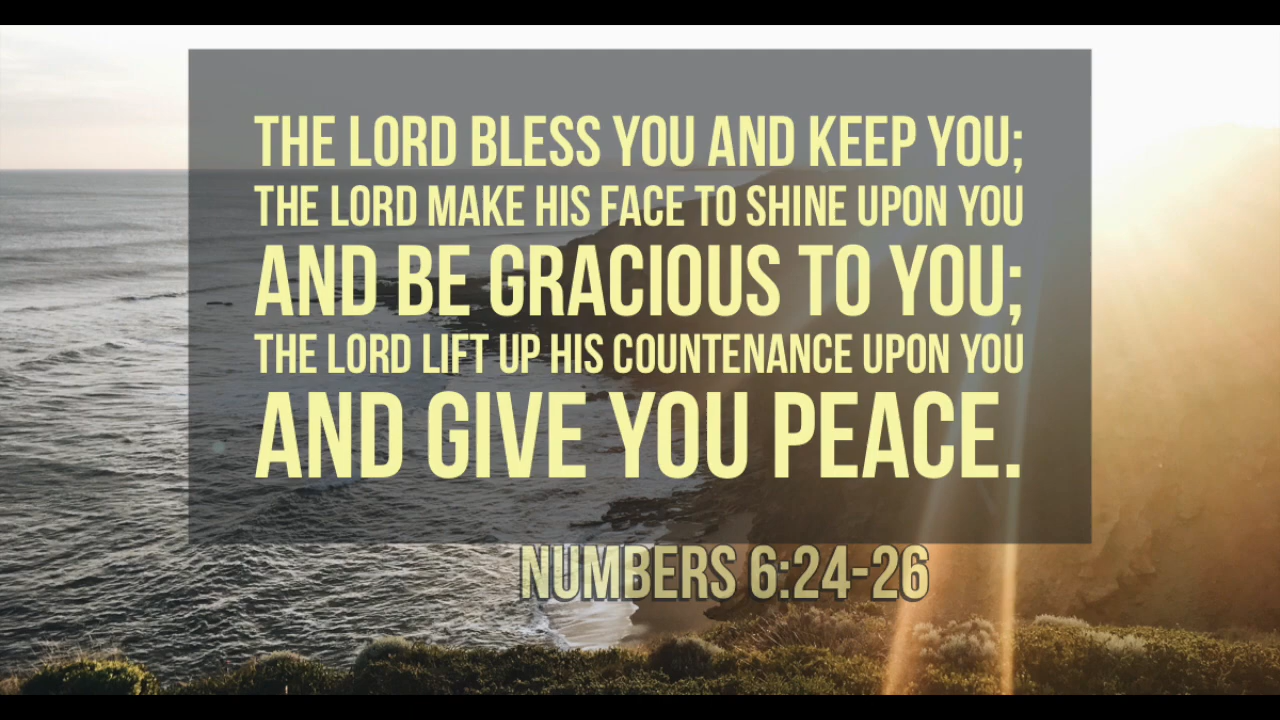 THE LORD BLESS YOU AND KEEP YOU;
THE LORD MAKE HIS FACE TO SHINE UPON YOU
AND BE GRACIOUS TO YOU;
THE LORD LIFT UP HIS COUNTENANCE UPON YOU
AND GIVE YOU PEACE.
NUMBERS 6:24-26